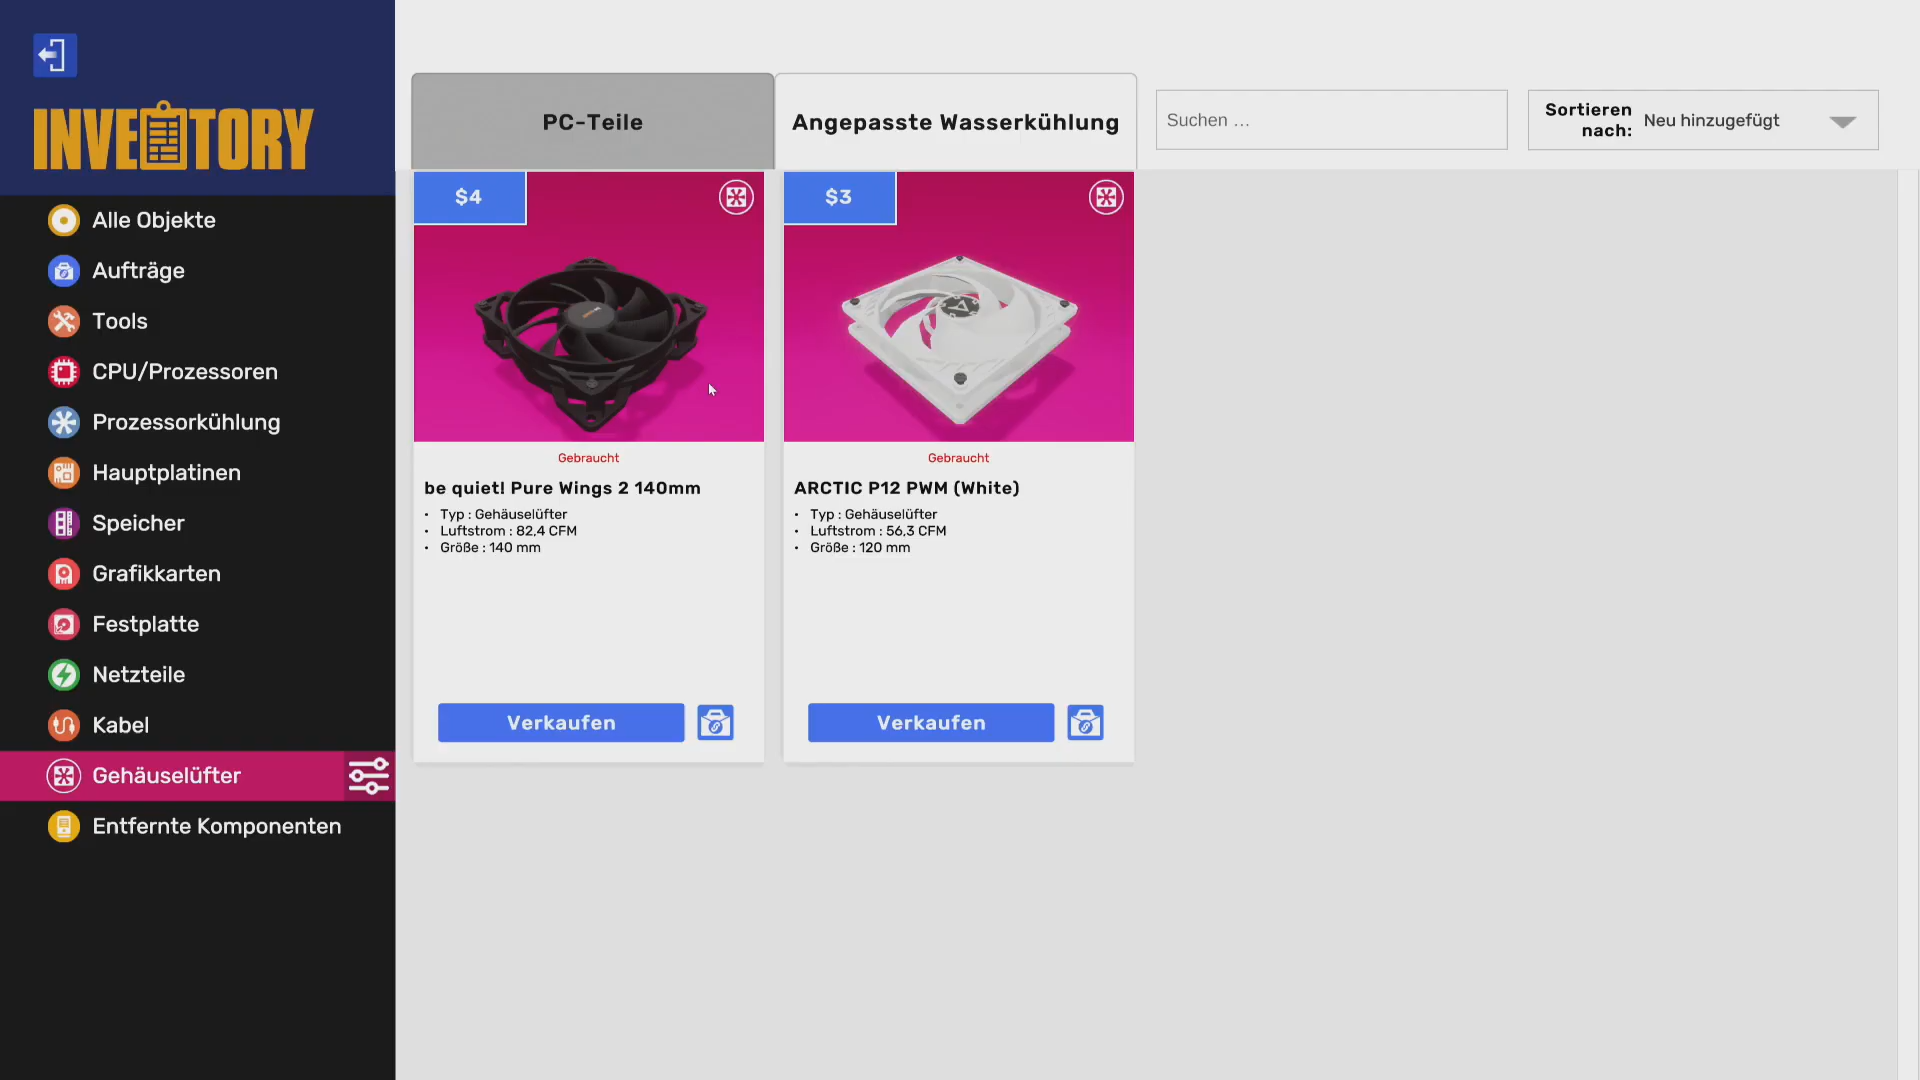 INVENTORY
Alle Objekte
Aufträge
Tools
CPU/Prozessoren
Prozessorkühlung
Hauptplatinen
Speicher
Grafikkarten
Festplatte
Netzteile
Kabel
Gehäuselüfter
Entfernte Komponenten
PC-Teile
Angepasste Wasserkühlung
Suchen ...
Sortieren nach:
Neu hinzugefügt
$4
Gebraucht
be quiet! Pure Wings 2 140mm
• Typ : Gehäuselüfter
• Luftstrom : 82,4 CFM
• Größe : 140 mm
Verkaufen
$3
Gebraucht
ARCTIC P12 PWM (White)
• Typ : Gehäuselüfter
• Luftstrom : 56,3 CFM
• Größe : 120 mm
Verkaufen